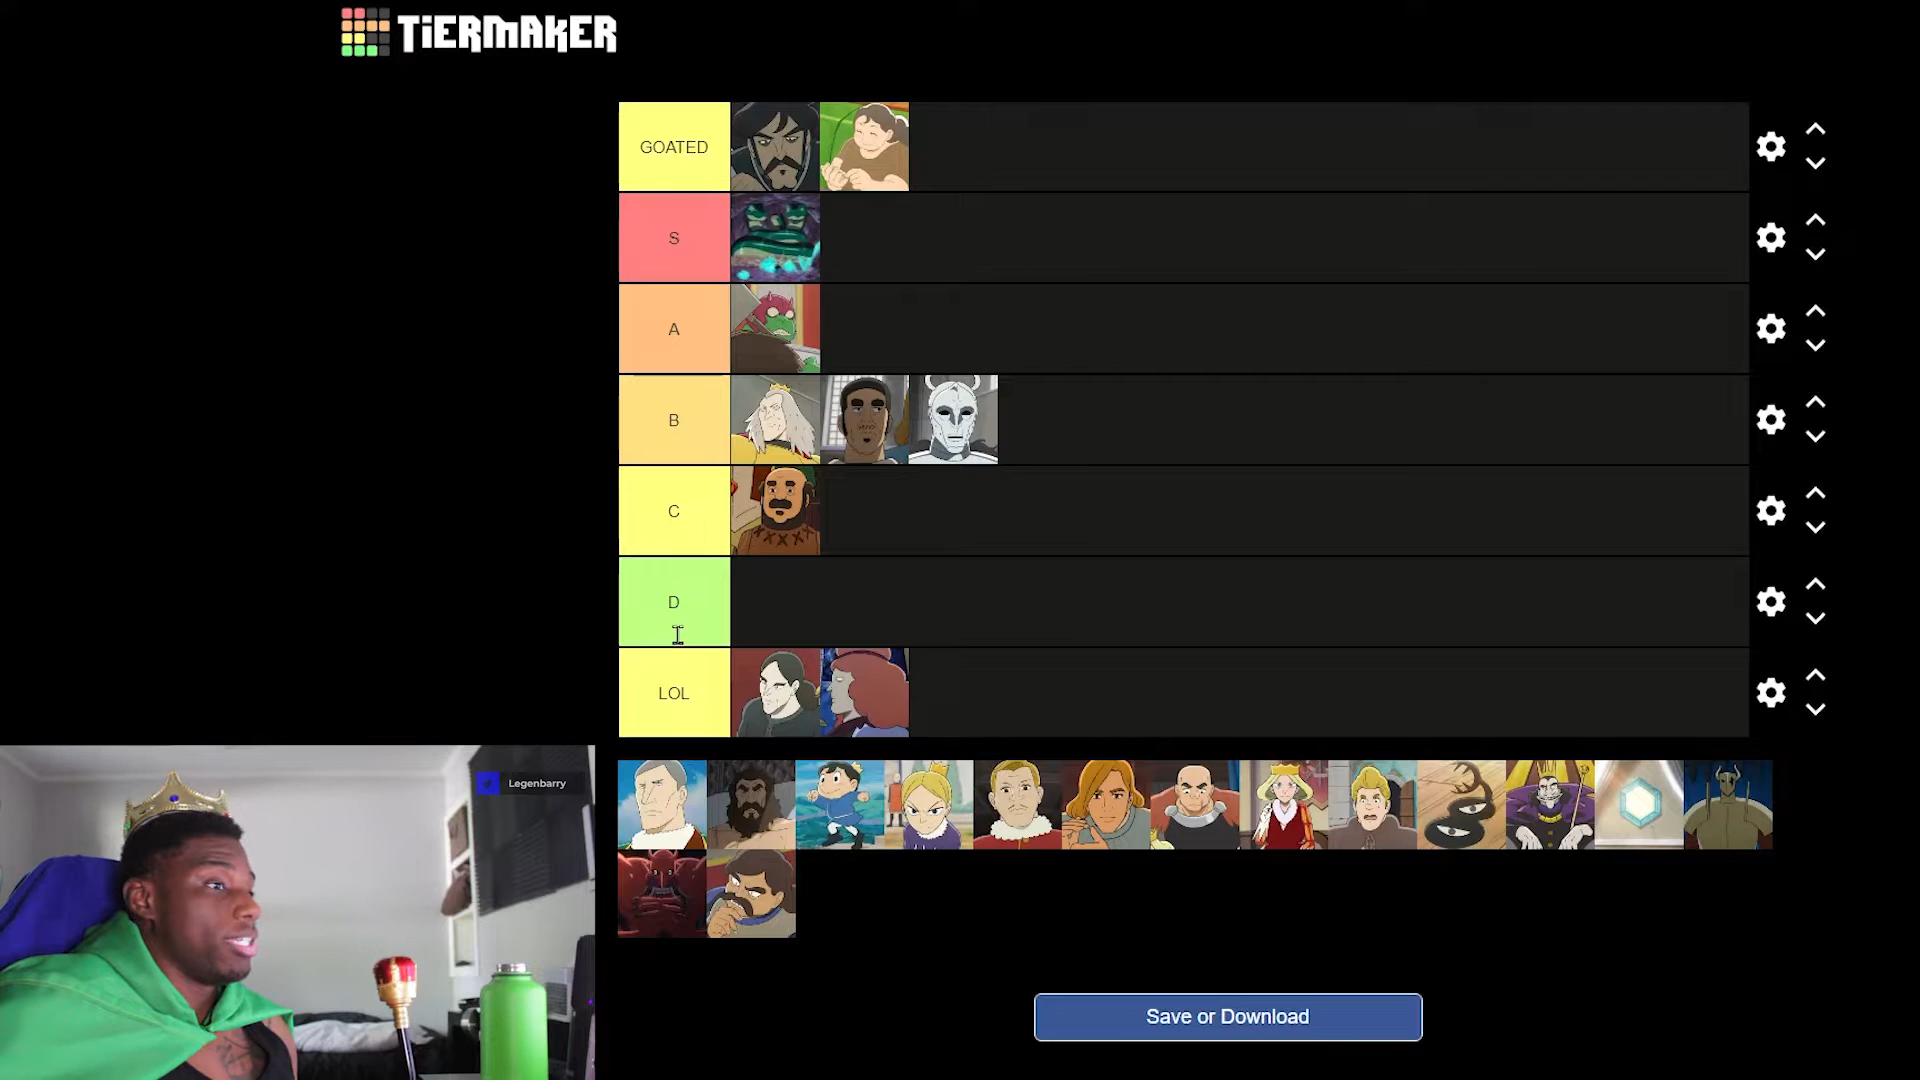 TiERMAKER
GOATED
S
A
B
C
D
LOL
Legenbarry
Save or Download